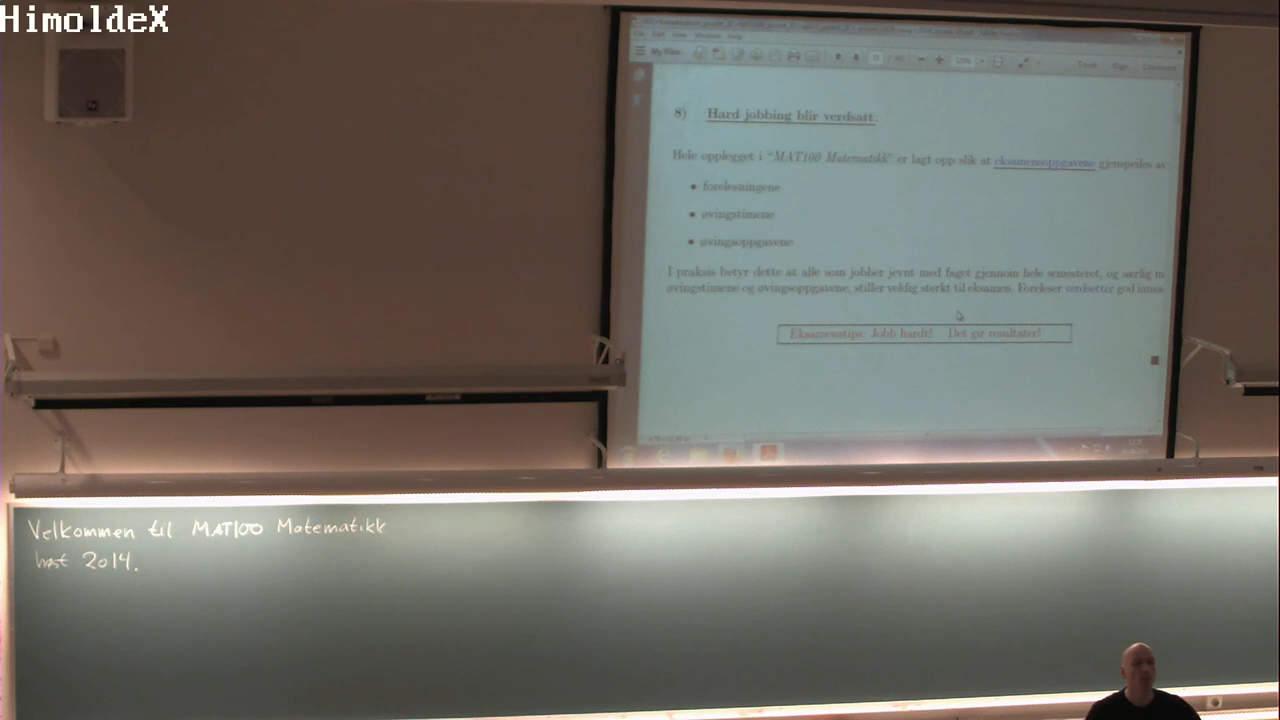 HimoldeX
My Files
8) Hard jobbing blir verdsatt:
Hele opplegget i "MAT100 Matematikk" er lagt opp slik at eksamensoppgavene gjenspeiles av
• forelesningene
• øvingstimene
• øvingsoppgavene
I praksis betyr dette at alle som jobber jevnt med faget gjennom hele semesteret, og særlig m
øvingstimene og øvingsoppgavene, stiller veldig sterkt til eksamen. Foreleser verdsetter god innsa
Eksamenstips: Jobb hardt! Det gir resultater!
Velkommen til MAT100 Matematikk
høst 2014.